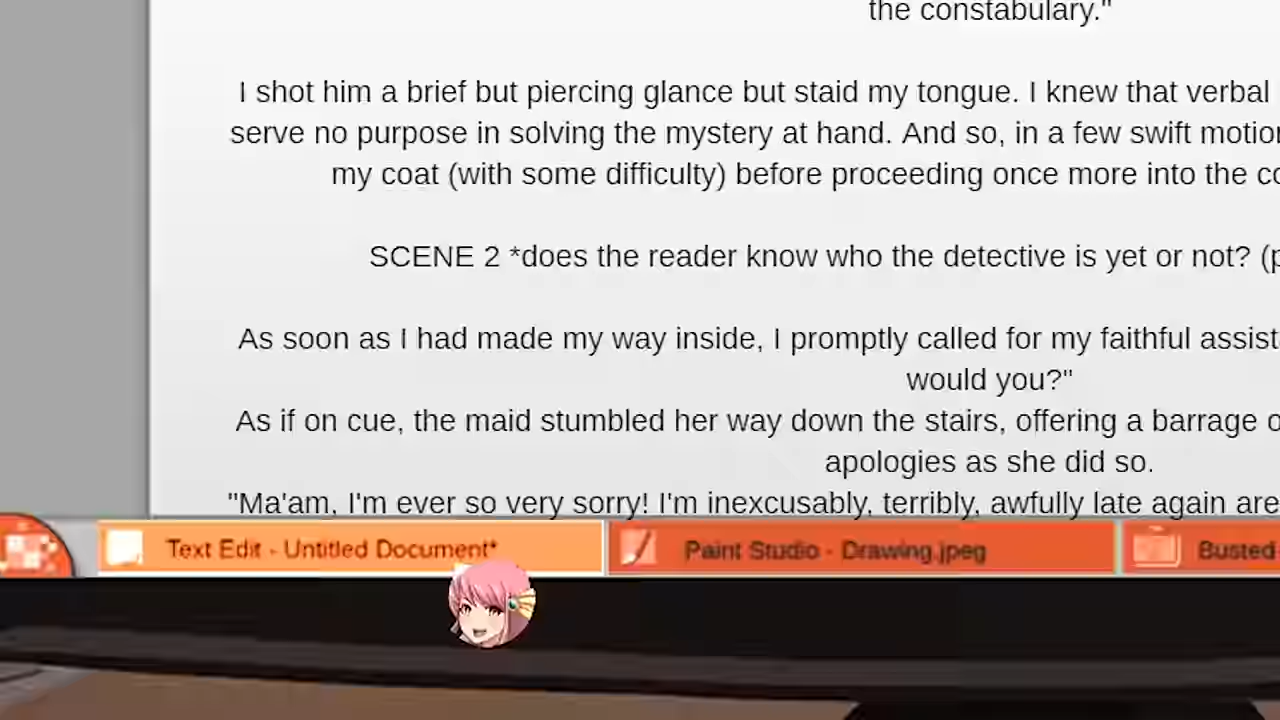 the constabulary."
I shot him a brief but piercing glance but staid my tongue. I knew that verbal
serve no purpose in solving the mystery at hand. And so, in a few swift motion
my coat (with some difficulty) before proceeding once more into the co
SCENE 2 *does the reader know who the detective is yet or not? (p
As soon as I had made my way inside, I promptly called for my faithful assista
would you?"
As if on cue, the maid stumbled her way down the stairs, offering a barrage o
apologies as she did so.
"Ma'am, I'm ever so very sorry! I'm inexcusably, terribly, awfully late again are
Text Edit - Untitled Document*
Paint Studio - Drawing.jpeg
Busted